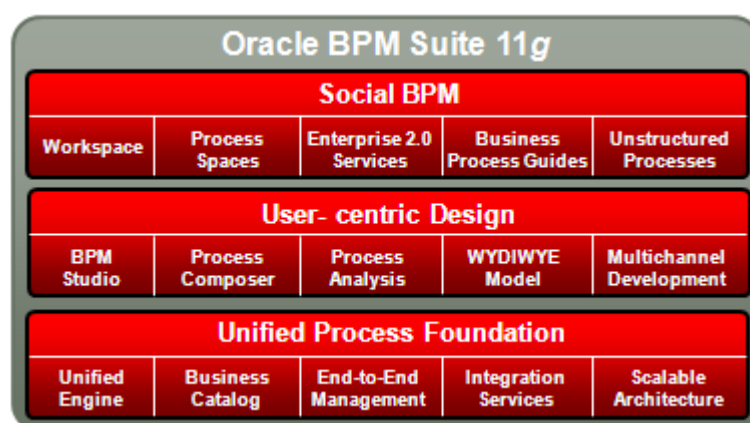 Oracle BPM Suite 11g
Social BPM
Workspace
Process
Spaces
Enterprise 2.0
Services
Business
Process Guides
Unstructured
Processes
User- centric Design
BPM
Studio
Process
Composer
Process
Analysis
WYDIWYE
Model
Multichannel
Development
Unified Process Foundation
Unified
Engine
Business
Catalog
End-to-End
Management
Integration
Services
Scalable
Architecture